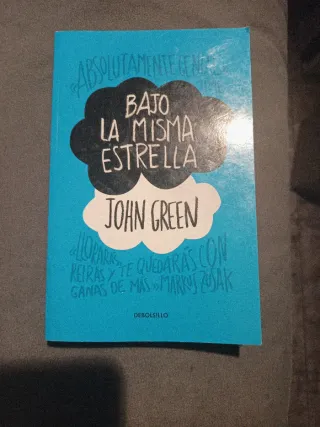 «ABSOLUTAMENTE GENIAL»
BAJO
LA MISMA
ESTRELLA
JOHN GREEN
«LLORARÁS,
REIRÁS Y TE QUEDARÁS CON
GANAS DE MÁS.» MARKUS ZUSAK
DEBOLSILLO